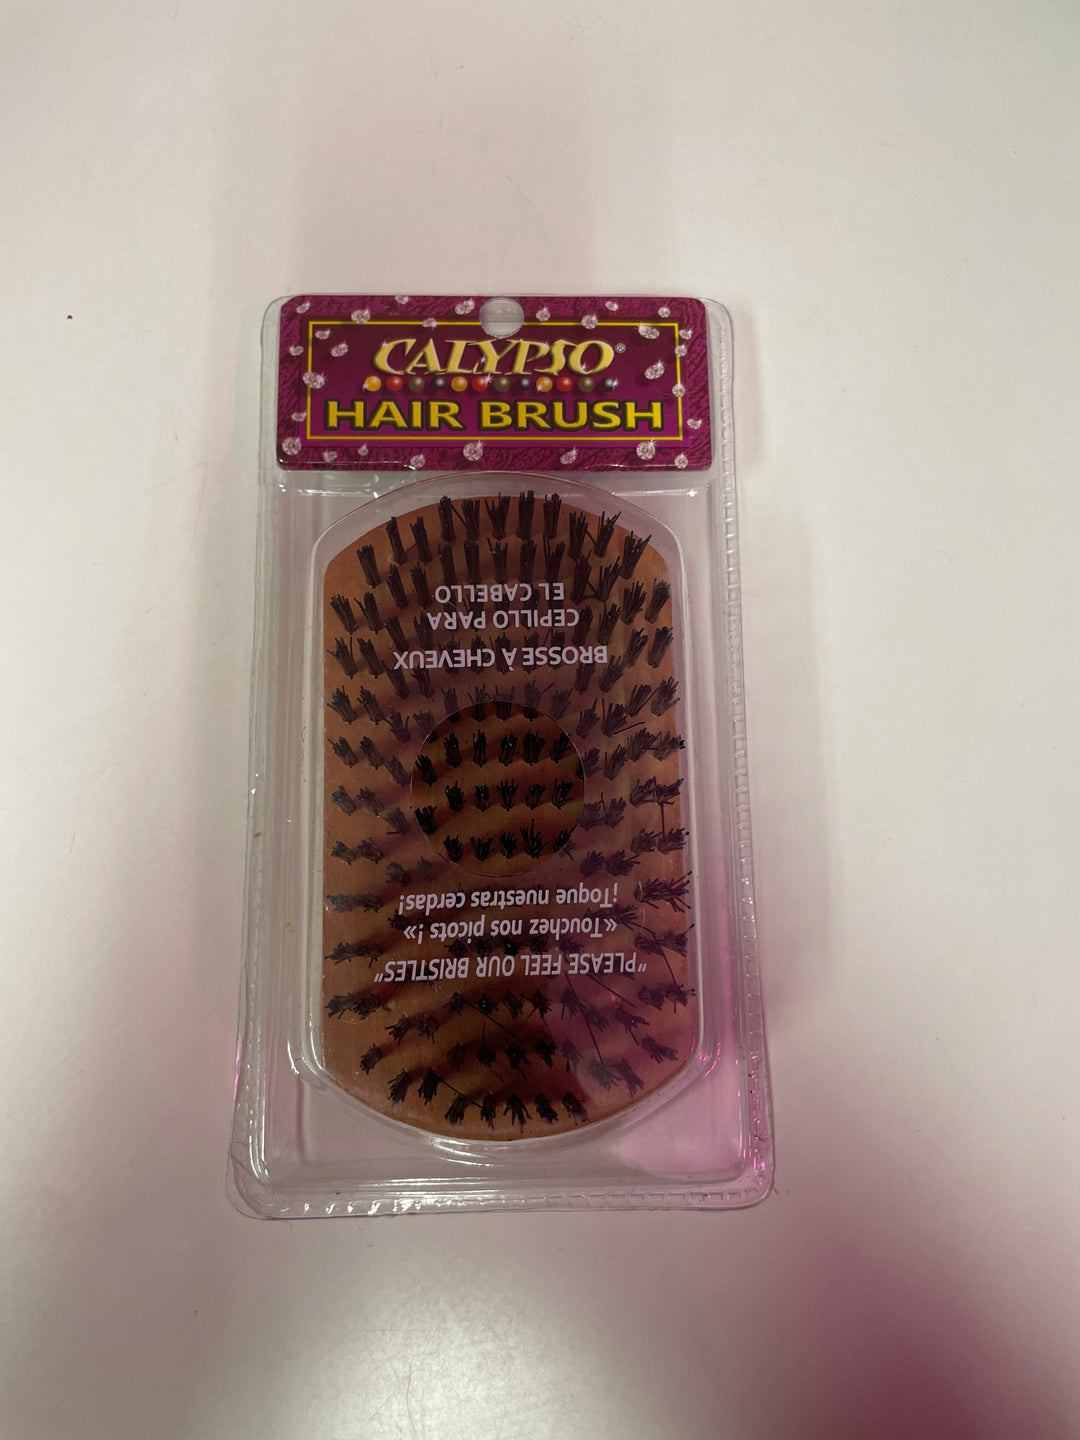 CALYPSO®
HAIR BRUSH
"PLEASE FEEL OUR BRISTLES"
« Touchez nos picots ! »
¡Toque nuestras cerdas!
BROSSE À CHEVEUX
CEPILLO PARA
EL CABELLO